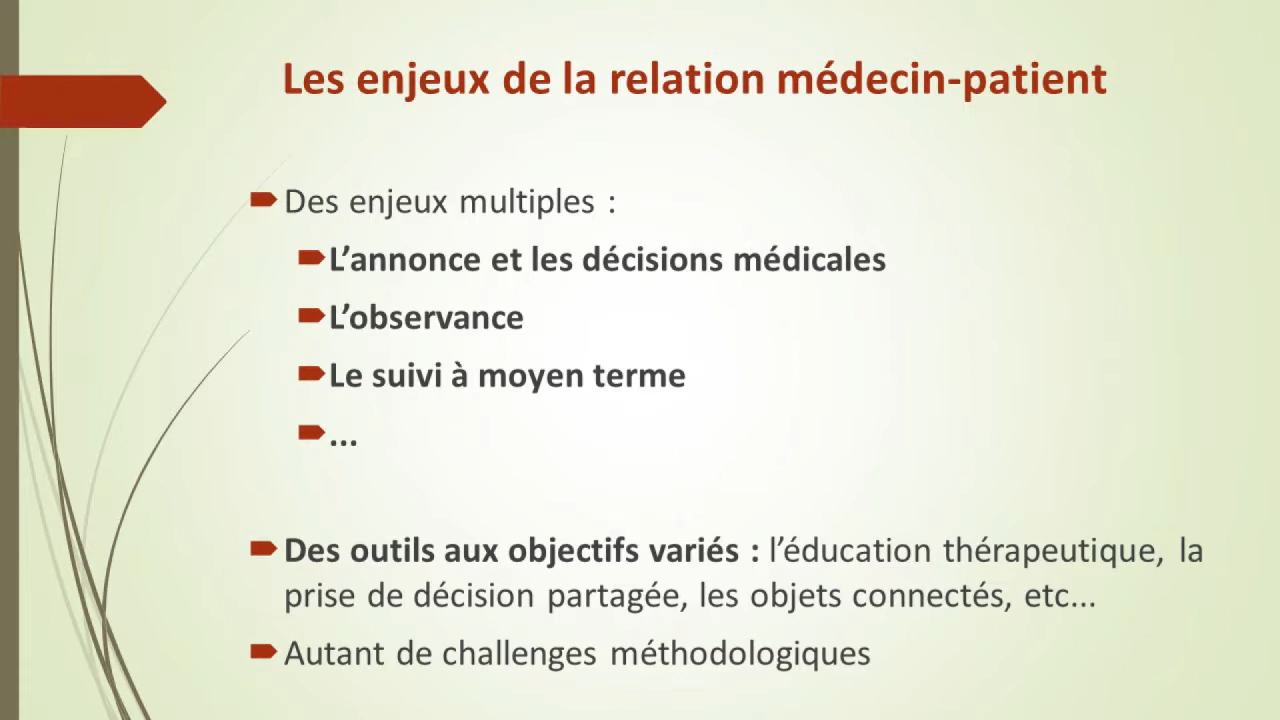 Les enjeux de la relation médecin-patient
Des enjeux multiples :
L’annonce et les décisions médicales
L’observance
Le suivi à moyen terme
...
Des outils aux objectifs variés : l’éducation thérapeutique, la
prise de décision partagée, les objets connectés, etc...
Autant de challenges méthodologiques